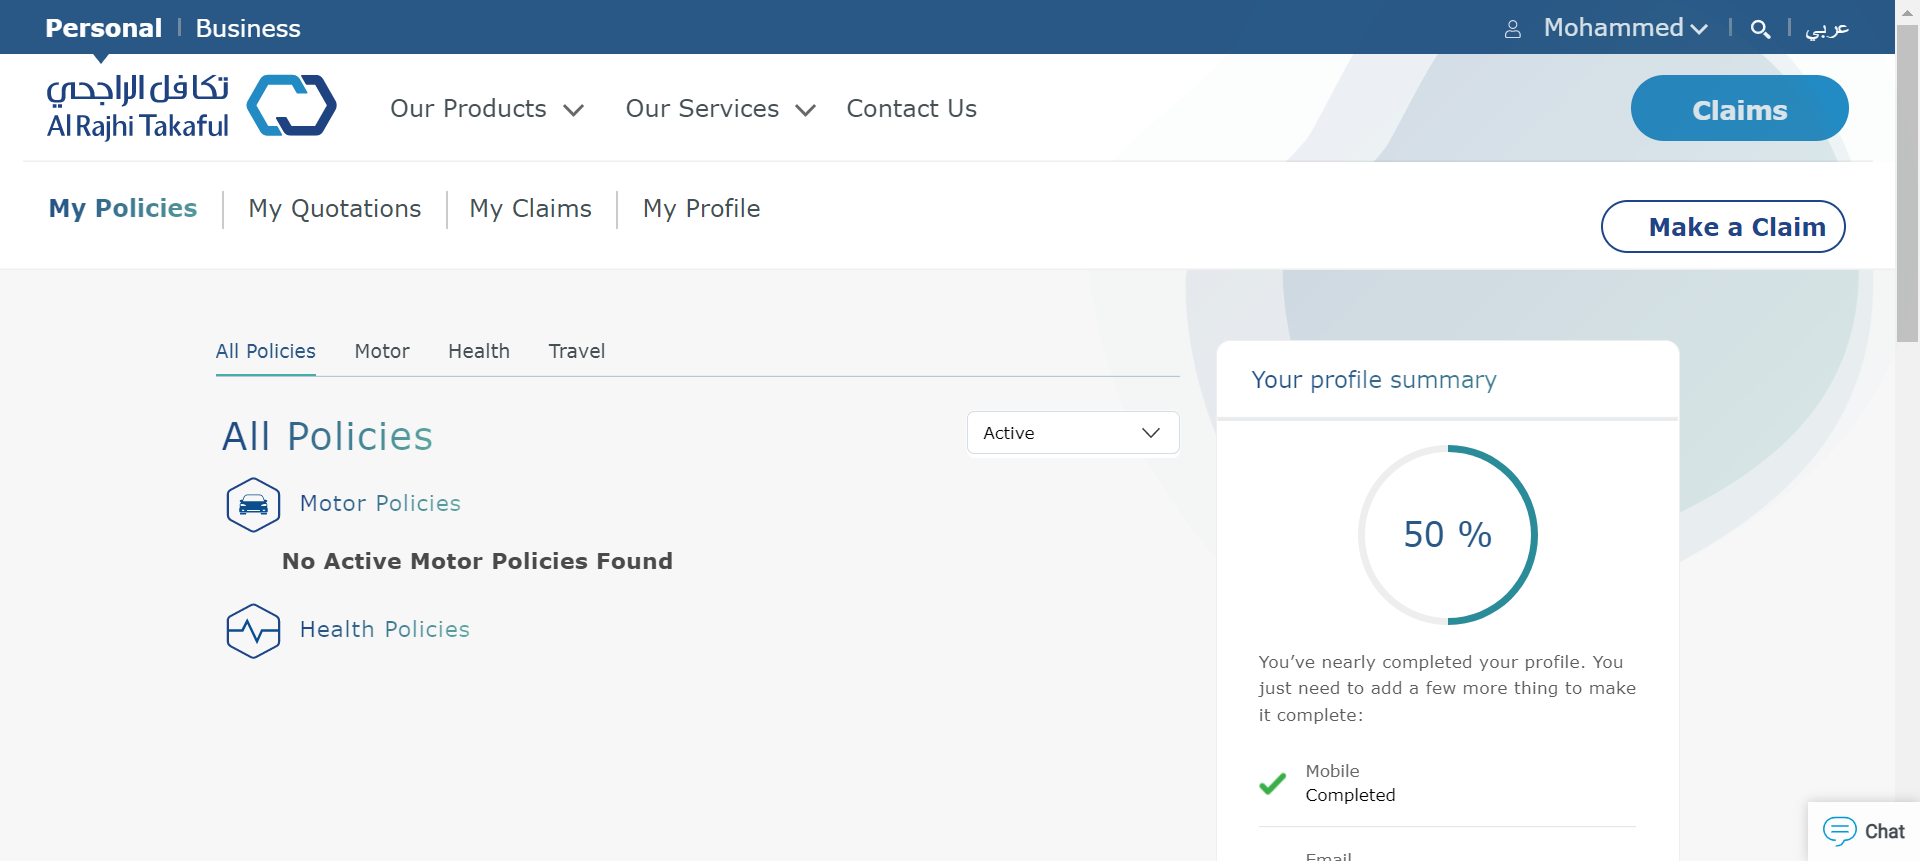 Personal
Business
Mohammed
عربي
تكافل الراجحي
Al Rajhi Takaful
Our Products
Our Services
Contact Us
Claims
My Policies
My Quotations
My Claims
My Profile
Make a Claim
All Policies
Motor
Health
Travel
All Policies
Active
Motor Policies
No Active Motor Policies Found
Health Policies
Your profile summary
50 %
You’ve nearly completed your profile. You
just need to add a few more thing to make
it complete:
Mobile
Completed
Email
Chat